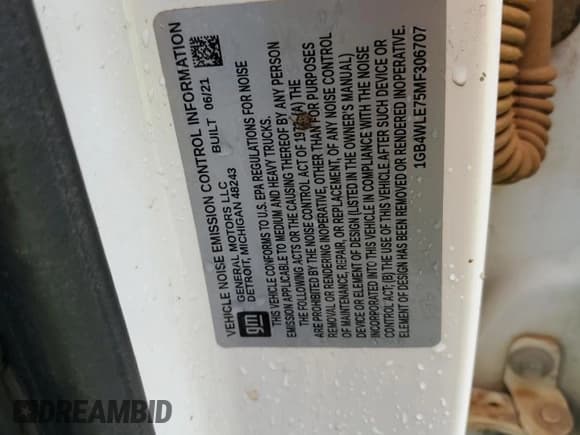 VEHICLE NOISE EMISSION CONTROL INFORMATION
GENERAL MOTORS LLC BUILT 06/21
DETROIT, MICHIGAN 48243
gm
THIS VEHICLE CONFORMS TO U.S. EPA REGULATIONS FOR NOISE
EMISSION APPLICABLE TO MEDIUM AND HEAVY TRUCKS.
THE FOLLOWING ACTS OR THE CAUSING THEREOF BY ANY PERSON
ARE PROHIBITED BY THE NOISE CONTROL ACT OF 1972: (A) THE
REMOVAL OR RENDERING INOPERATIVE, OTHER THAN FOR PURPOSES
OF MAINTENANCE, REPAIR, OR REPLACEMENT, OF ANY NOISE CONTROL
DEVICE OR ELEMENT OF DESIGN (LISTED IN THE OWNER'S MANUAL)
INCORPORATED INTO THIS VEHICLE IN COMPLIANCE WITH THE NOISE
CONTROL ACT; (B) THE USE OF THIS VEHICLE AFTER SUCH DEVICE OR
ELEMENT OF DESIGN HAS BEEN REMOVED OR RENDERED INOPERATIVE.
1GB4WLE75MF306707
DREAMBID